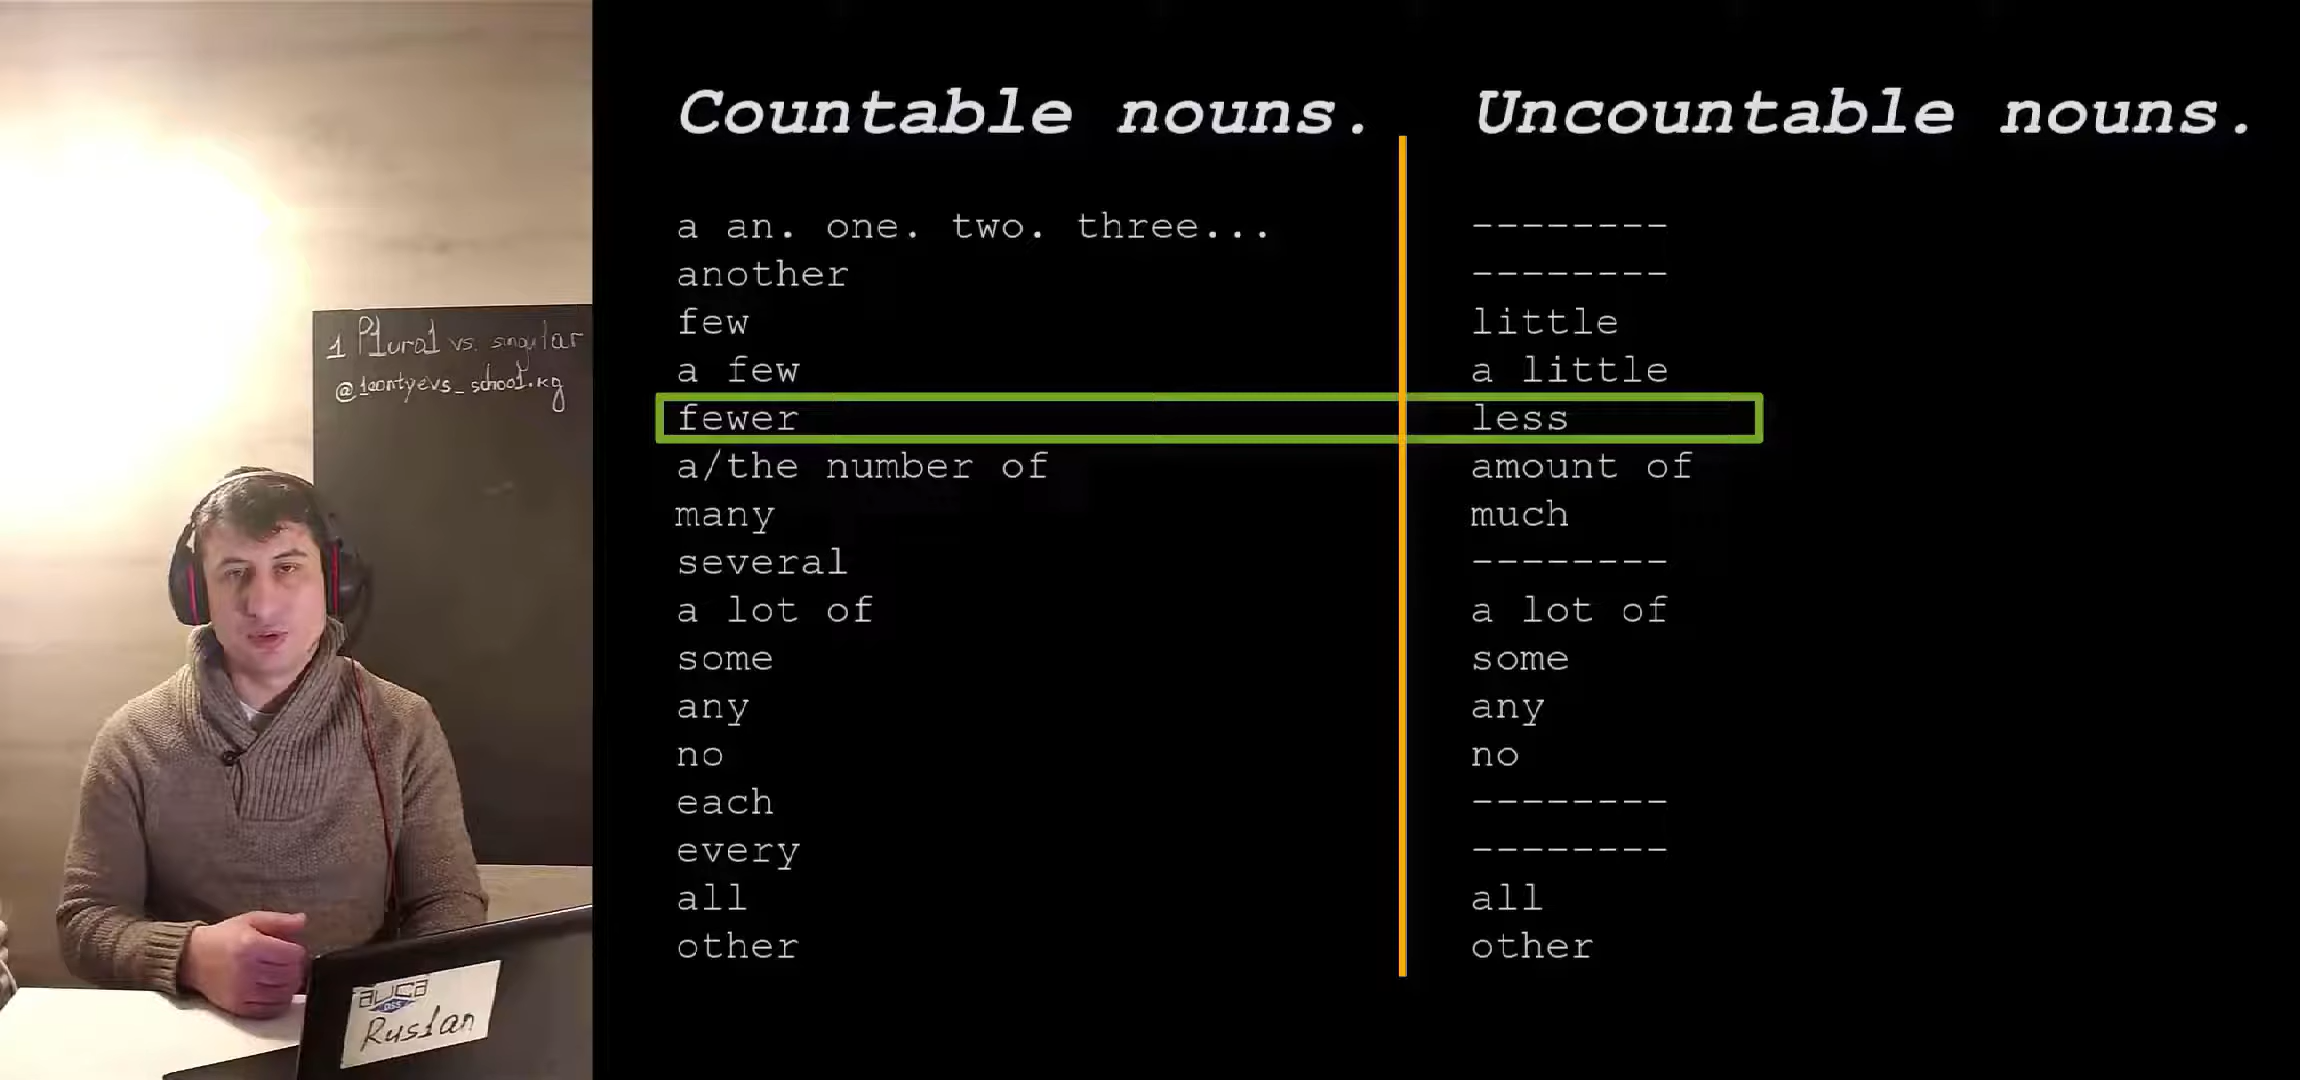 1 Plural vs. singular
@leontyevs_school.kg
auca
Ruslan
Countable nouns.
a an. one. two. three...
another
few
a few
fewer
a/the number of
many
several
a lot of
some
any
no
each
every
all
other
Uncountable nouns.
--------
--------
little
a little
less
amount of
much
--------
a lot of
some
any
no
--------
--------
all
other